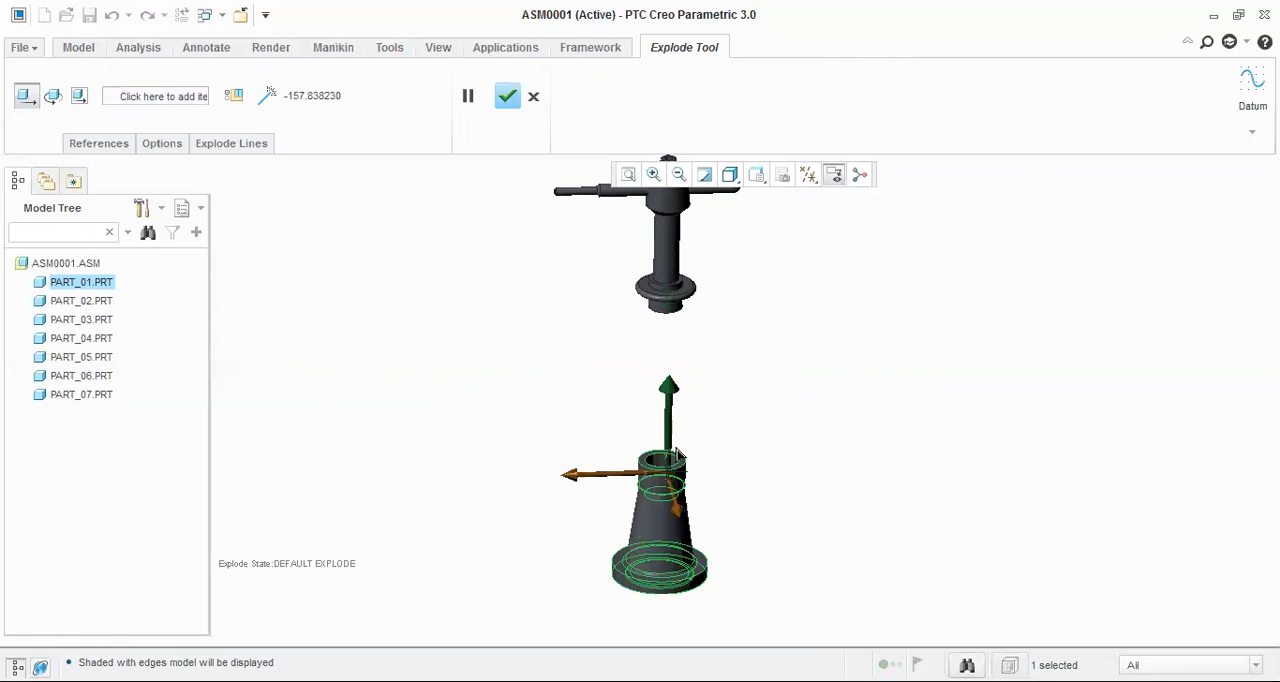 ASM0001 (Active) - PTC Creo Parametric 3.0
File Model Analysis Annotate Render Manikin Tools View Applications Framework Explode Tool
Click here to add ite -157.838230
Datum
References Options Explode Lines
Model Tree
ASM0001.ASM
PART_01.PRT
PART_02.PRT
PART_03.PRT
PART_04.PRT
PART_05.PRT
PART_06.PRT
PART_07.PRT
Explode State:DEFAULT EXPLODE
Shaded with edges model will be displayed 1 selected All